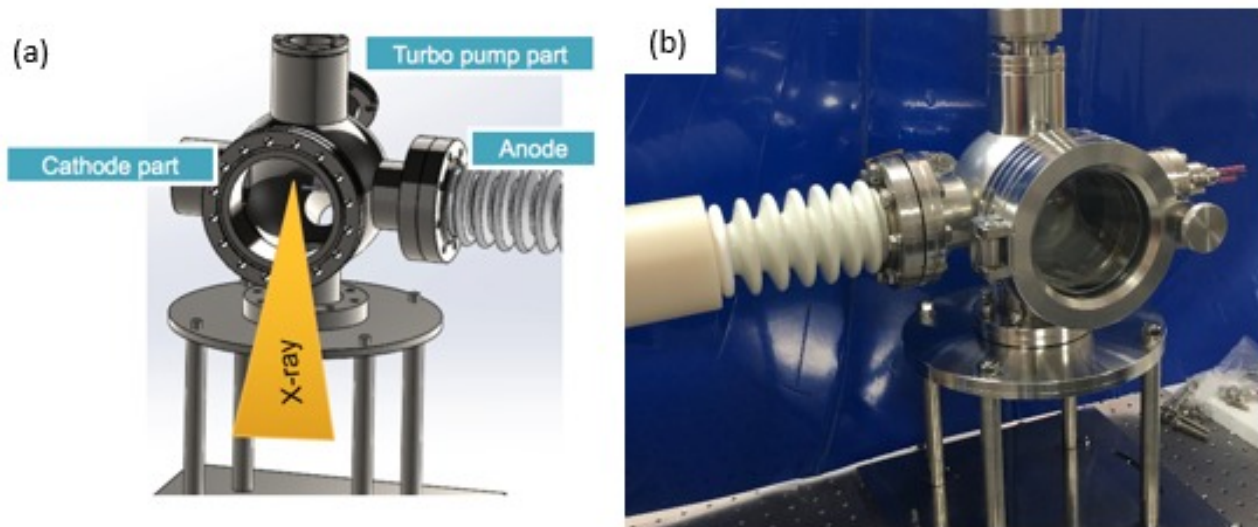 (a)
Turbo pump part
Cathode part
Anode
X-ray
(b)